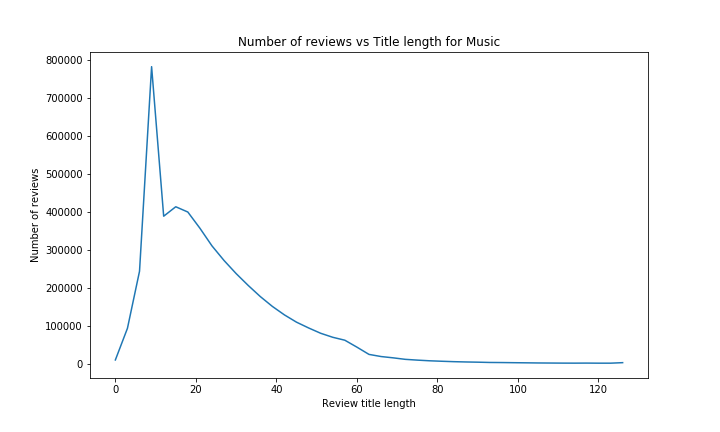 Number of reviews vs Title length for Music
800000
700000
600000
500000
400000
300000
200000
100000
0
Number of reviews
0 20 40 60 80 100 120
Review title length